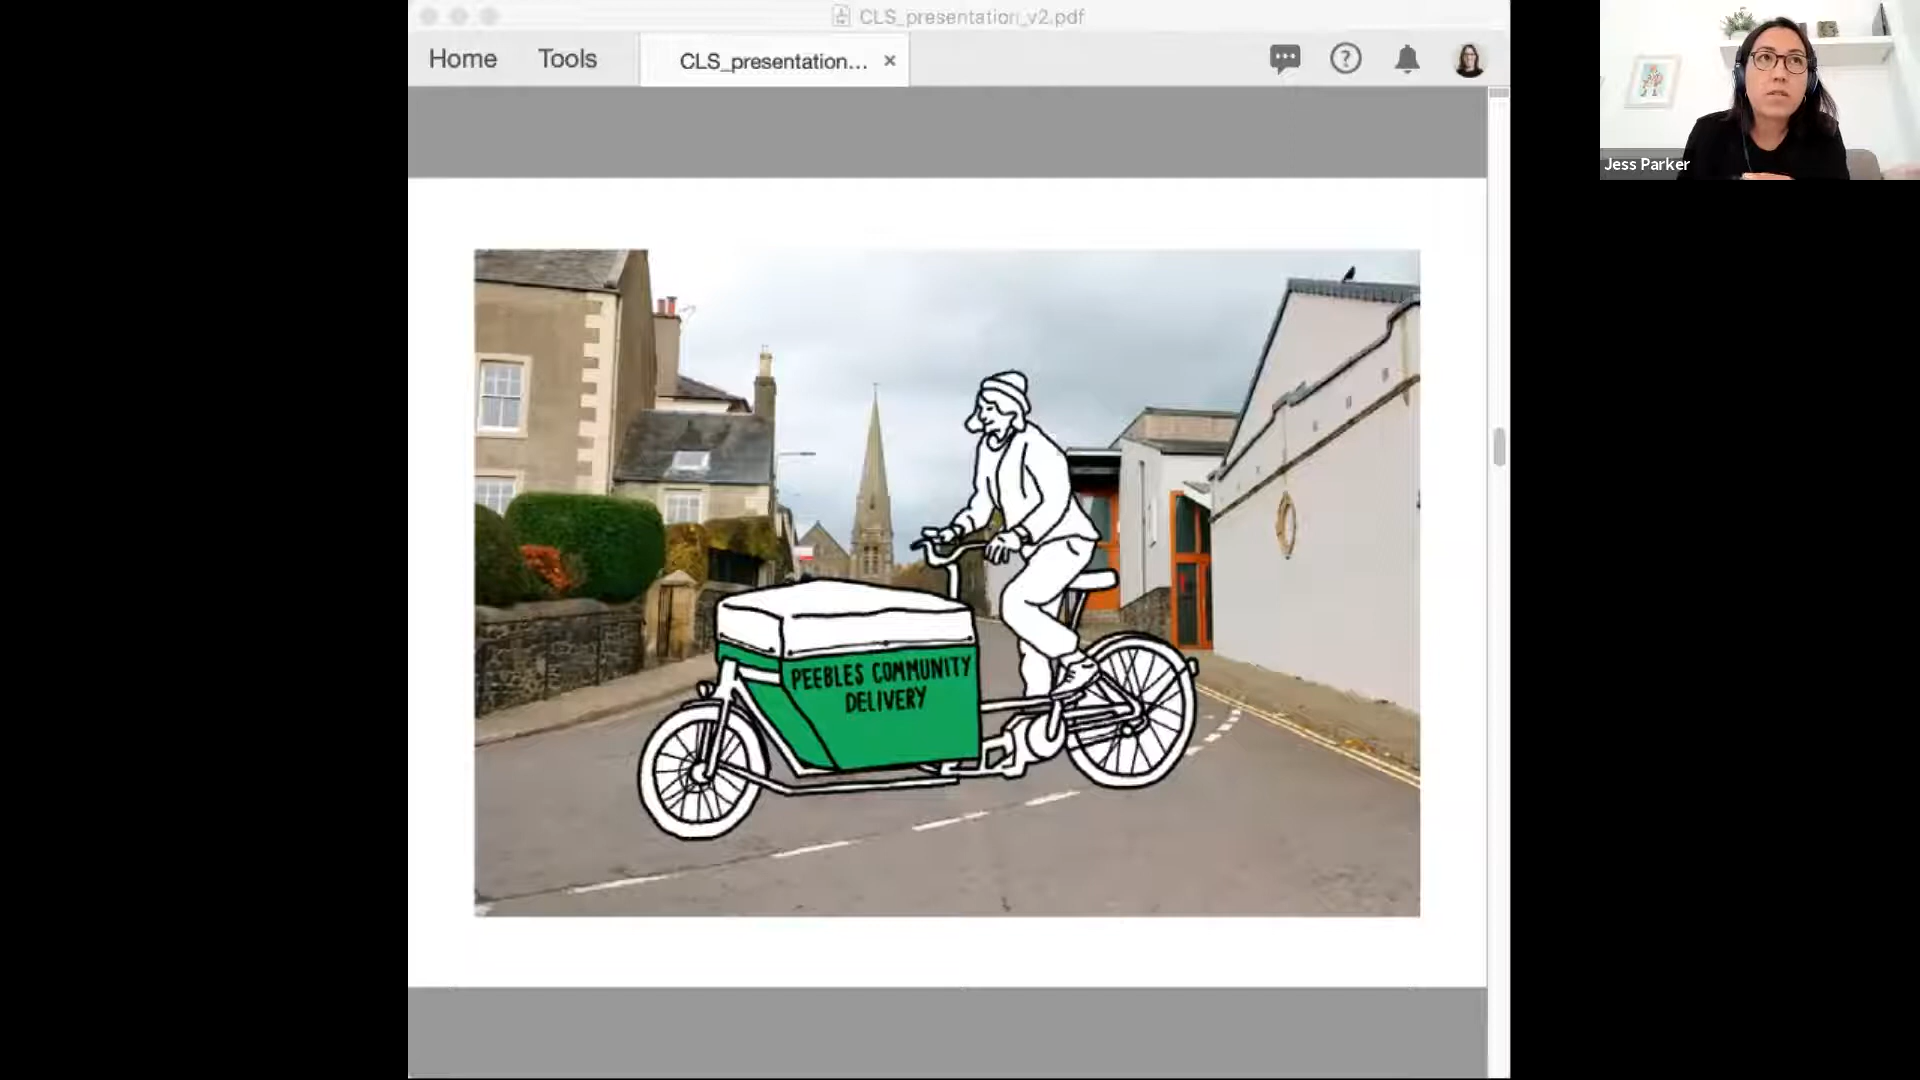 CLS_presentation_v2.pdf
Home
Tools
CLS_presentation...
Jess Parker
PEEBLES COMMUNITY
DELIVERY